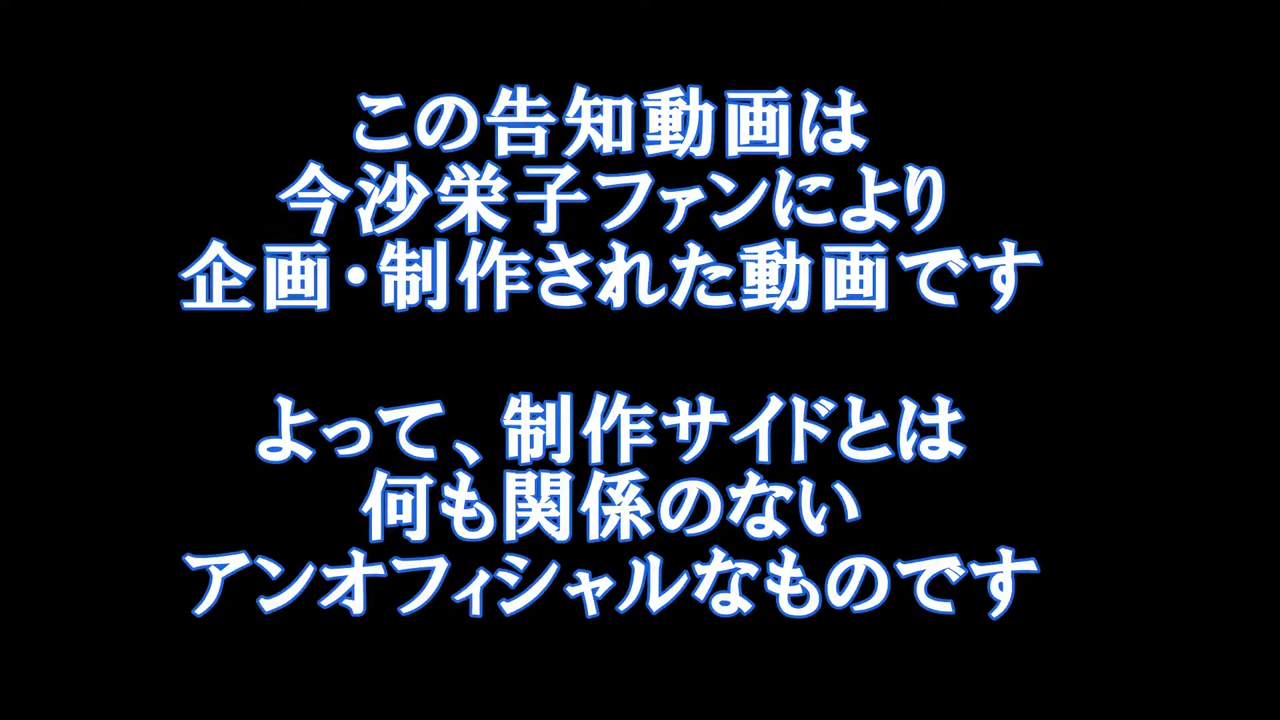 この告知動画は
今沙栄子ファンにより
企画・制作された動画です
よって、制作サイドとは
何も関係のない
アンオフィシャルなものです